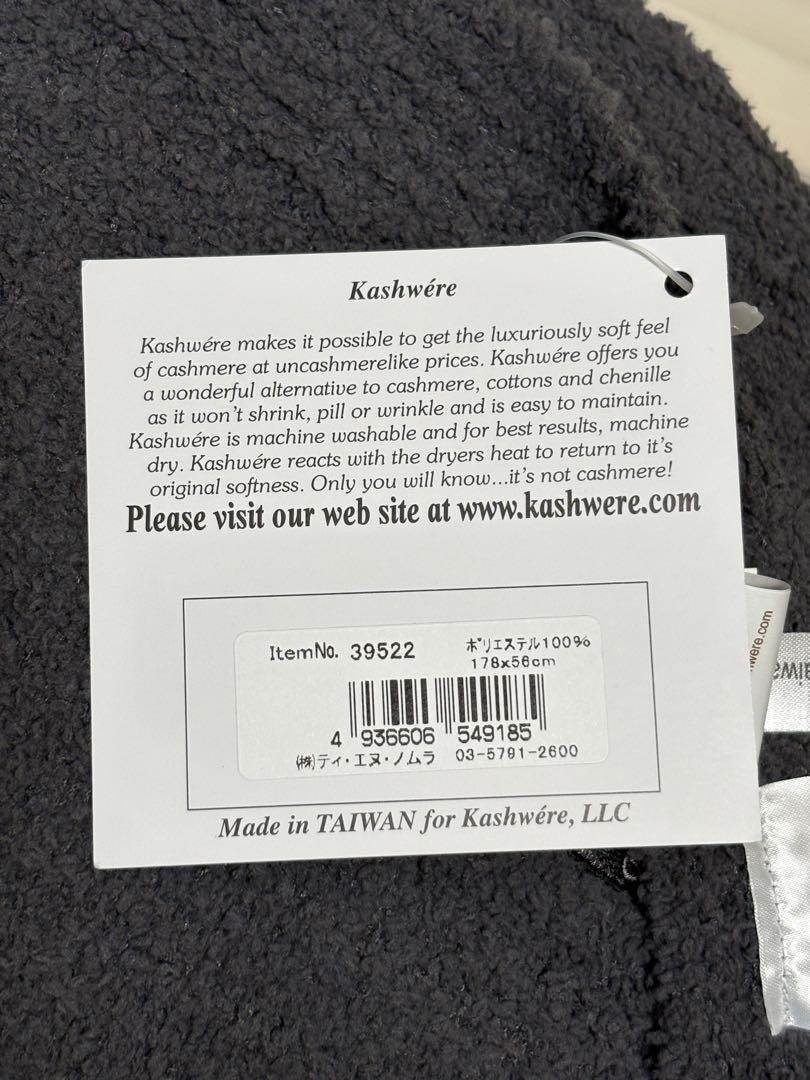 Kashwére
Kashwére makes it possible to get the luxuriously soft feel
of cashmere at uncashmerelike prices. Kashwére offers you
a wonderful alternative to cashmere, cottons and chenille
as it won't shrink, pill or wrinkle and is easy to maintain.
Kashwére is machine washable and for best results, machine
dry. Kashwére reacts with the dryers heat to return to it's
original softness. Only you will know...it's not cashmere!
Please visit our web site at www.kashwere.com
ItemNo. 39522
ポリエステル100%
178x56cm
4 936606 549185
(株)ティ・エヌ・ノムラ 03-5791-2600
Made in TAIWAN for Kashwére, LLC
were.com